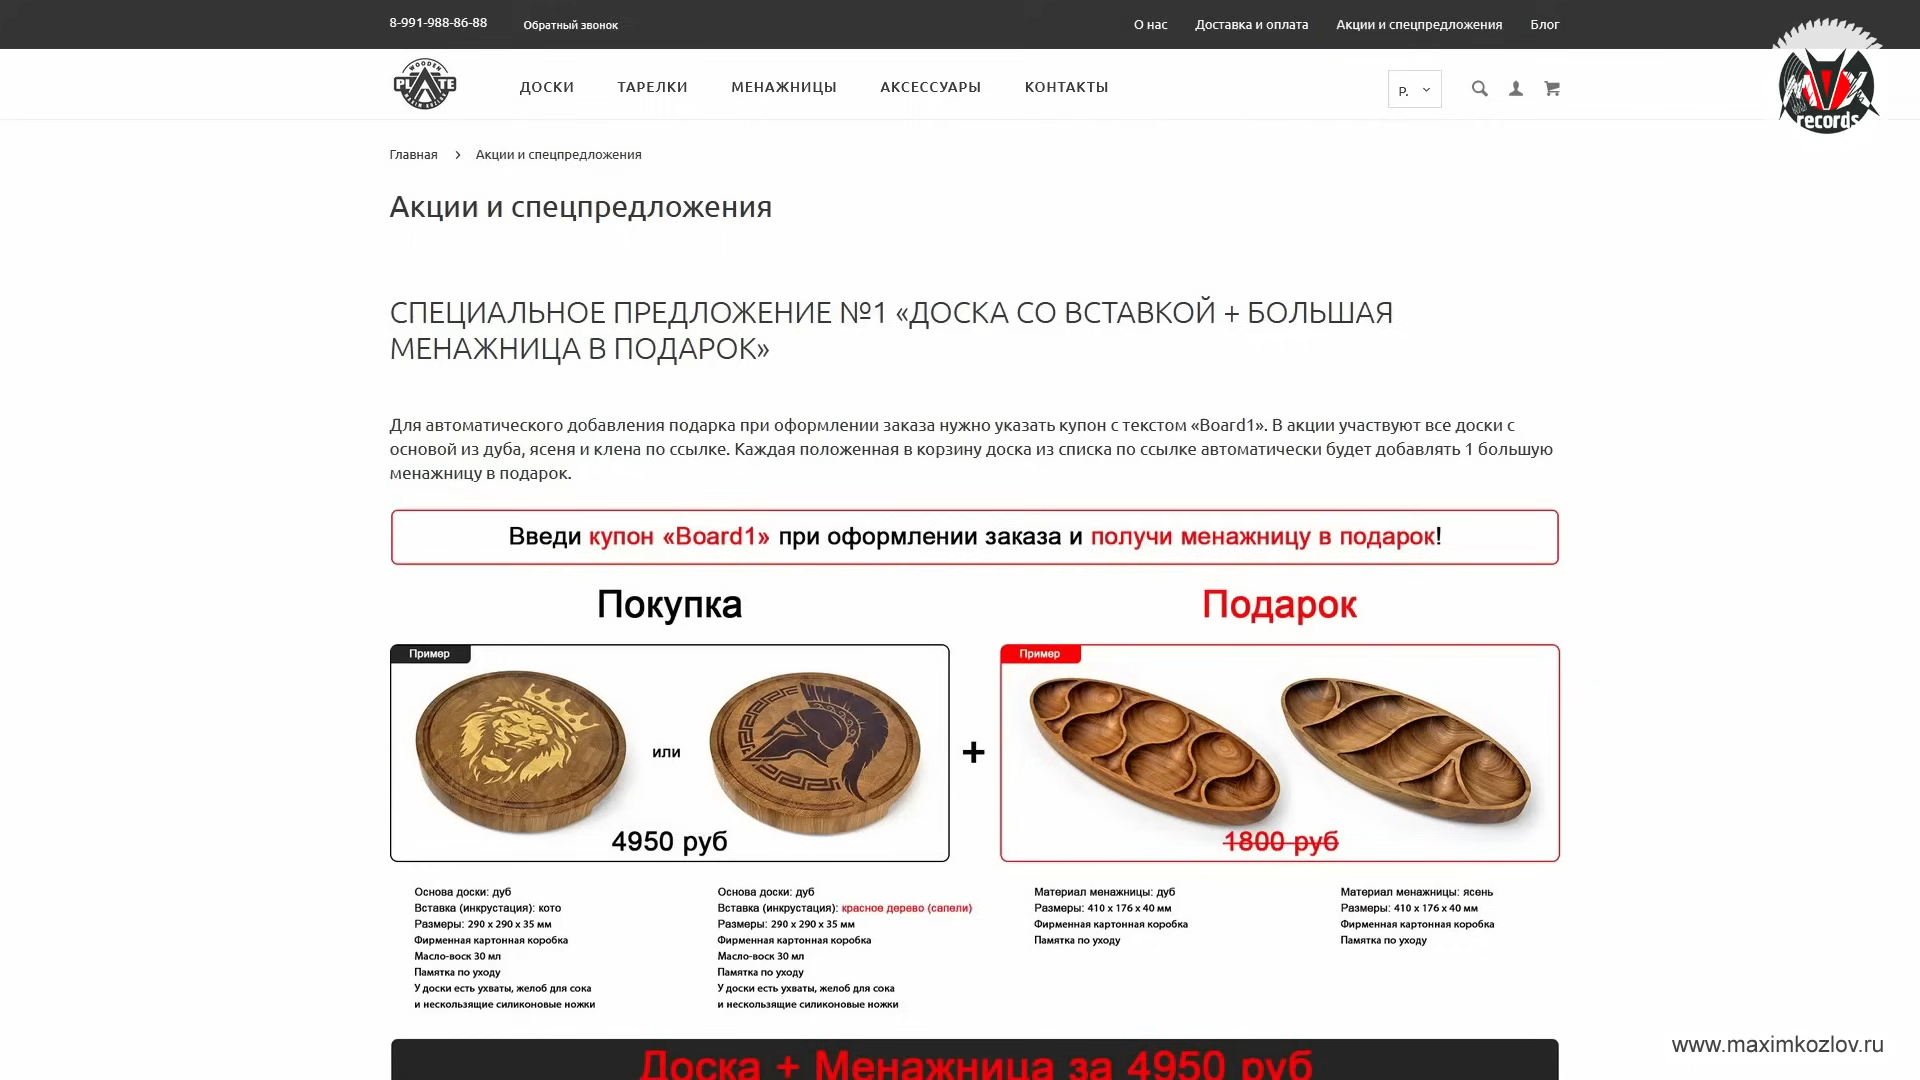 8-991-988-86-88
Обратный звонок
О нас
Доставка и оплата
Акции и спецпредложения
Блог
WOODEN
PLATE
ДОСКИ
ТАРЕЛКИ
МЕНАЖНИЦЫ
АКСЕССУАРЫ
КОНТАКТЫ
Р.
MVX
records
Главная
Акции и спецпредложения
Акции и спецпредложения
СПЕЦИАЛЬНОЕ ПРЕДЛОЖЕНИЕ №1 «ДОСКА СО ВСТАВКОЙ + БОЛЬШАЯ
МЕНАЖНИЦА В ПОДАРОК»
Для автоматического добавления подарка при оформлении заказа нужно указать купон с текстом «Board1». В акции участвуют все доски с
основой из дуба, ясеня и клена по ссылке. Каждая положенная в корзину доска из списка по ссылке автоматически будет добавлять 1 большую
менажницу в подарок.
Введи купон «Board1» при оформлении заказа и получи менажницу в подарок!
Покупка
Подарок
Пример
или
4950 руб
+
Пример
1800 руб
Основа доски: дуб
Вставка (инкрустация): кото
Размеры: 290 х 290 х 35 мм
Фирменная картонная коробка
Масло-воск 30 мл
Памятка по уходу
У доски есть ухваты, желоб для сока
и нескользящие силиконовые ножки
Основа доски: дуб
Вставка (инкрустация): красное дерево (сапели)
Размеры: 290 х 290 х 35 мм
Фирменная картонная коробка
Масло-воск 30 мл
Памятка по уходу
У доски есть ухваты, желоб для сока
и нескользящие силиконовые ножки
Материал менажницы: дуб
Размеры: 410 х 176 х 40 мм
Фирменная картонная коробка
Памятка по уходу
Материал менажницы: ясень
Размеры: 410 х 176 х 40 мм
Фирменная картонная коробка
Памятка по уходу
Доска + Менажница за 4950 руб
www.maximkozlov.ru